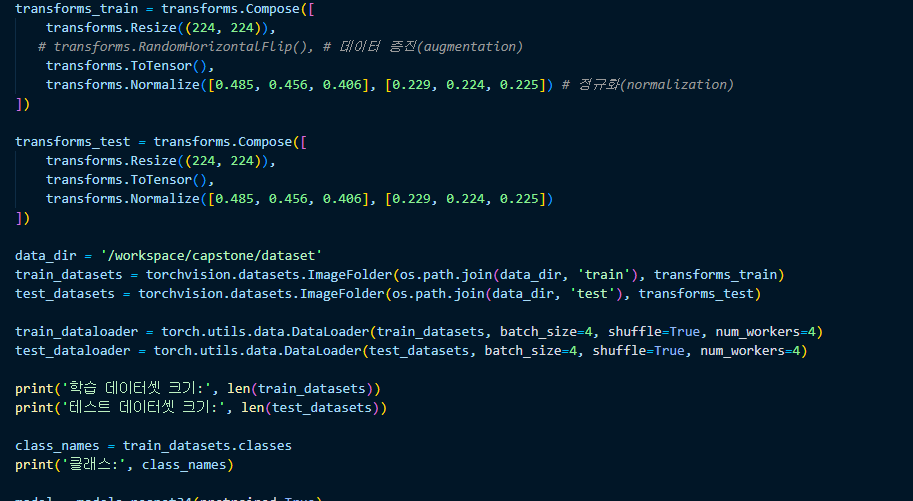 transforms_train = transforms.Compose([
    transforms.Resize((224, 224)),
   # transforms.RandomHorizontalFlip(), # 데이터 증진(augmentation)
    transforms.ToTensor(),
    transforms.Normalize([0.485, 0.456, 0.406], [0.229, 0.224, 0.225]) # 정규화(normalization)
])
transforms_test = transforms.Compose([
    transforms.Resize((224, 224)),
    transforms.ToTensor(),
    transforms.Normalize([0.485, 0.456, 0.406], [0.229, 0.224, 0.225])
])
data_dir = '/workspace/capstone/dataset'
train_datasets = torchvision.datasets.ImageFolder(os.path.join(data_dir, 'train'), transforms_train)
test_datasets = torchvision.datasets.ImageFolder(os.path.join(data_dir, 'test'), transforms_test)
train_dataloader = torch.utils.data.DataLoader(train_datasets, batch_size=4, shuffle=True, num_workers=4)
test_dataloader = torch.utils.data.DataLoader(test_datasets, batch_size=4, shuffle=True, num_workers=4)
print('학습 데이터셋 크기:', len(train_datasets))
print('테스트 데이터셋 크기:', len(test_datasets))
class_names = train_datasets.classes
print('클래스:', class_names)
model = models.resnet34(pretrained=True)